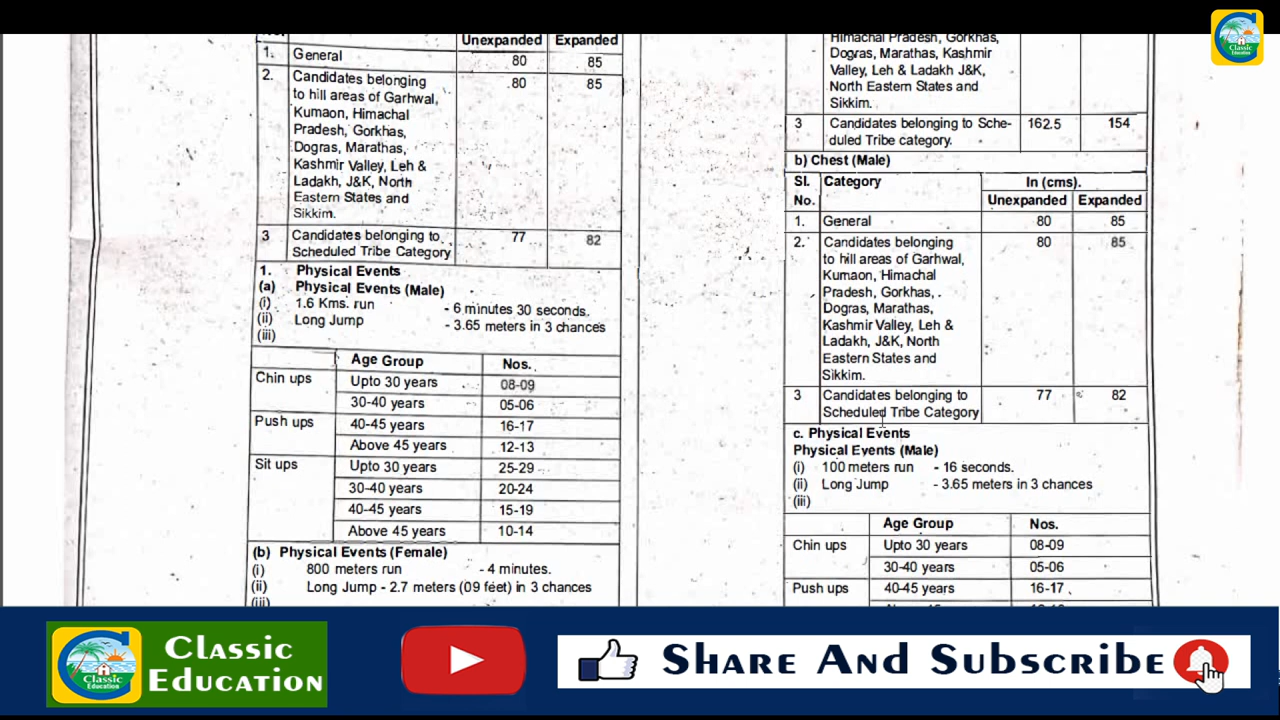 Unexpanded Expanded
1. General 80 85
2. Candidates belonging 80 85
to hill areas of Garhwal,
Kumaon, Himachal
Pradesh, Gorkhas,
Dogras, Marathas,
Kashmir Valley, Leh &
Ladakh, J&K, North
Eastern States and
Sikkim.
3 Candidates belonging to 77 82
Scheduled Tribe Category
1. Physical Events
(a) Physical Events (Male)
(i) 1.6 Kms. run - 6 minutes 30 seconds.
(ii) Long Jump - 3.65 meters in 3 chances
(iii)
Age Group Nos.
Chin ups Upto 30 years 08-09
30-40 years 05-06
Push ups 40-45 years 16-17
Above 45 years 12-13
Sit ups Upto 30 years 25-29
30-40 years 20-24
40-45 years 15-19
Above 45 years 10-14
(b) Physical Events (Female)
(i) 800 meters run - 4 minutes.
(ii) Long Jump - 2.7 meters (09 feet) in 3 chances
(iii)
Himachal Pradesh, Gorkhas,
Dogras, Marathas, Kashmir
Valley, Leh & Ladakh J&K,
North Eastern States and
Sikkim.
3 Candidates belonging to Sche- 162.5 154
duled Tribe category.
b) Chest (Male)
Sl. Category In (cms).
No. Unexpanded Expanded
1. General 80 85
2. Candidates belonging 80 85
to hill areas of Garhwal,
Kumaon, Himachal
Pradesh, Gorkhas,
Dogras, Marathas,
Kashmir Valley, Leh &
Ladakh, J&K, North
Eastern States and
Sikkim.
3 Candidates belonging to 77 82
Scheduled Tribe Category
c. Physical Events
Physical Events (Male)
(i) 100 meters run - 16 seconds.
(ii) Long Jump - 3.65 meters in 3 chances
(iii)
Age Group Nos.
Chin ups Upto 30 years 08-09
30-40 years 05-06
Push ups 40-45 years 16-17
Classic
Education
Classic
Education
Classic
Education
Share And Subscribe